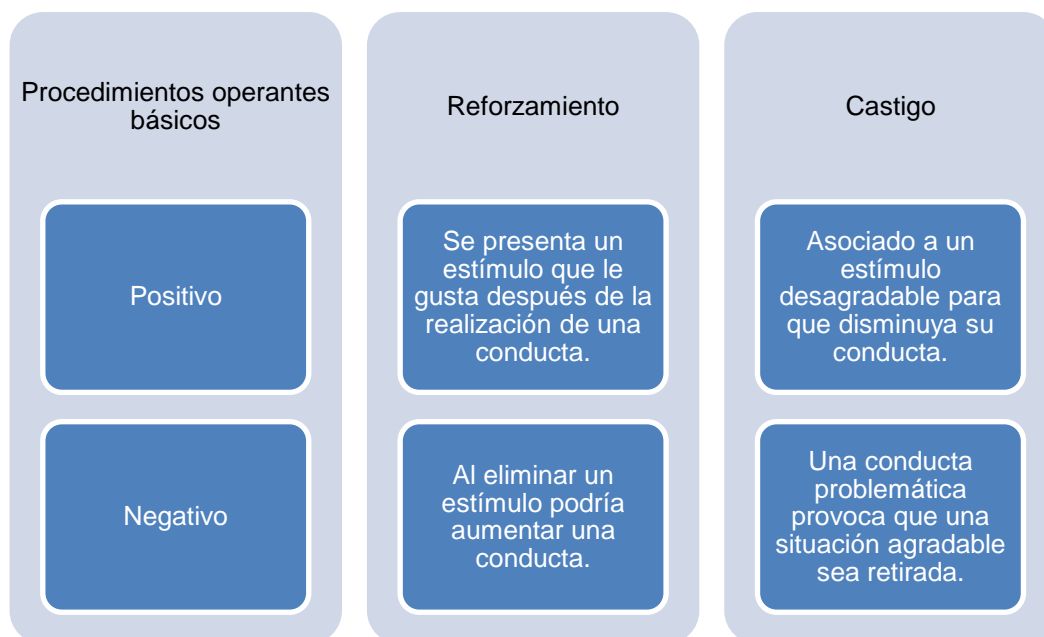 Procedimientos operantes
básicos
Reforzamiento
Castigo
Positivo
Se presenta un
estímulo que le
gusta después de la
realización de una
conducta.
Asociado a un
estímulo
desagradable para
que disminuya su
conducta.
Negativo
Al eliminar un
estímulo podría
aumentar una
conducta.
Una conducta
problemática
provoca que una
situación agradable
sea retirada.